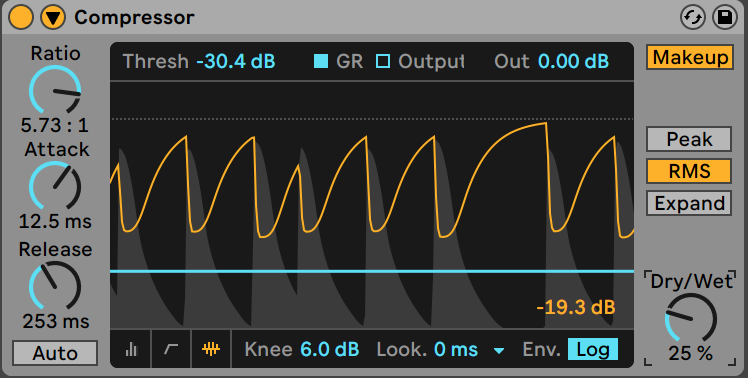 Compressor
Ratio
5.73 : 1
Attack
12.5 ms
Release
253 ms
Auto
Thresh -30.4 dB GR Output Out 0.00 dB
-19.3 dB
Knee 6.0 dB Look. 0 ms Env. Log
Makeup
Peak
RMS
Expand
Dry/Wet
25 %